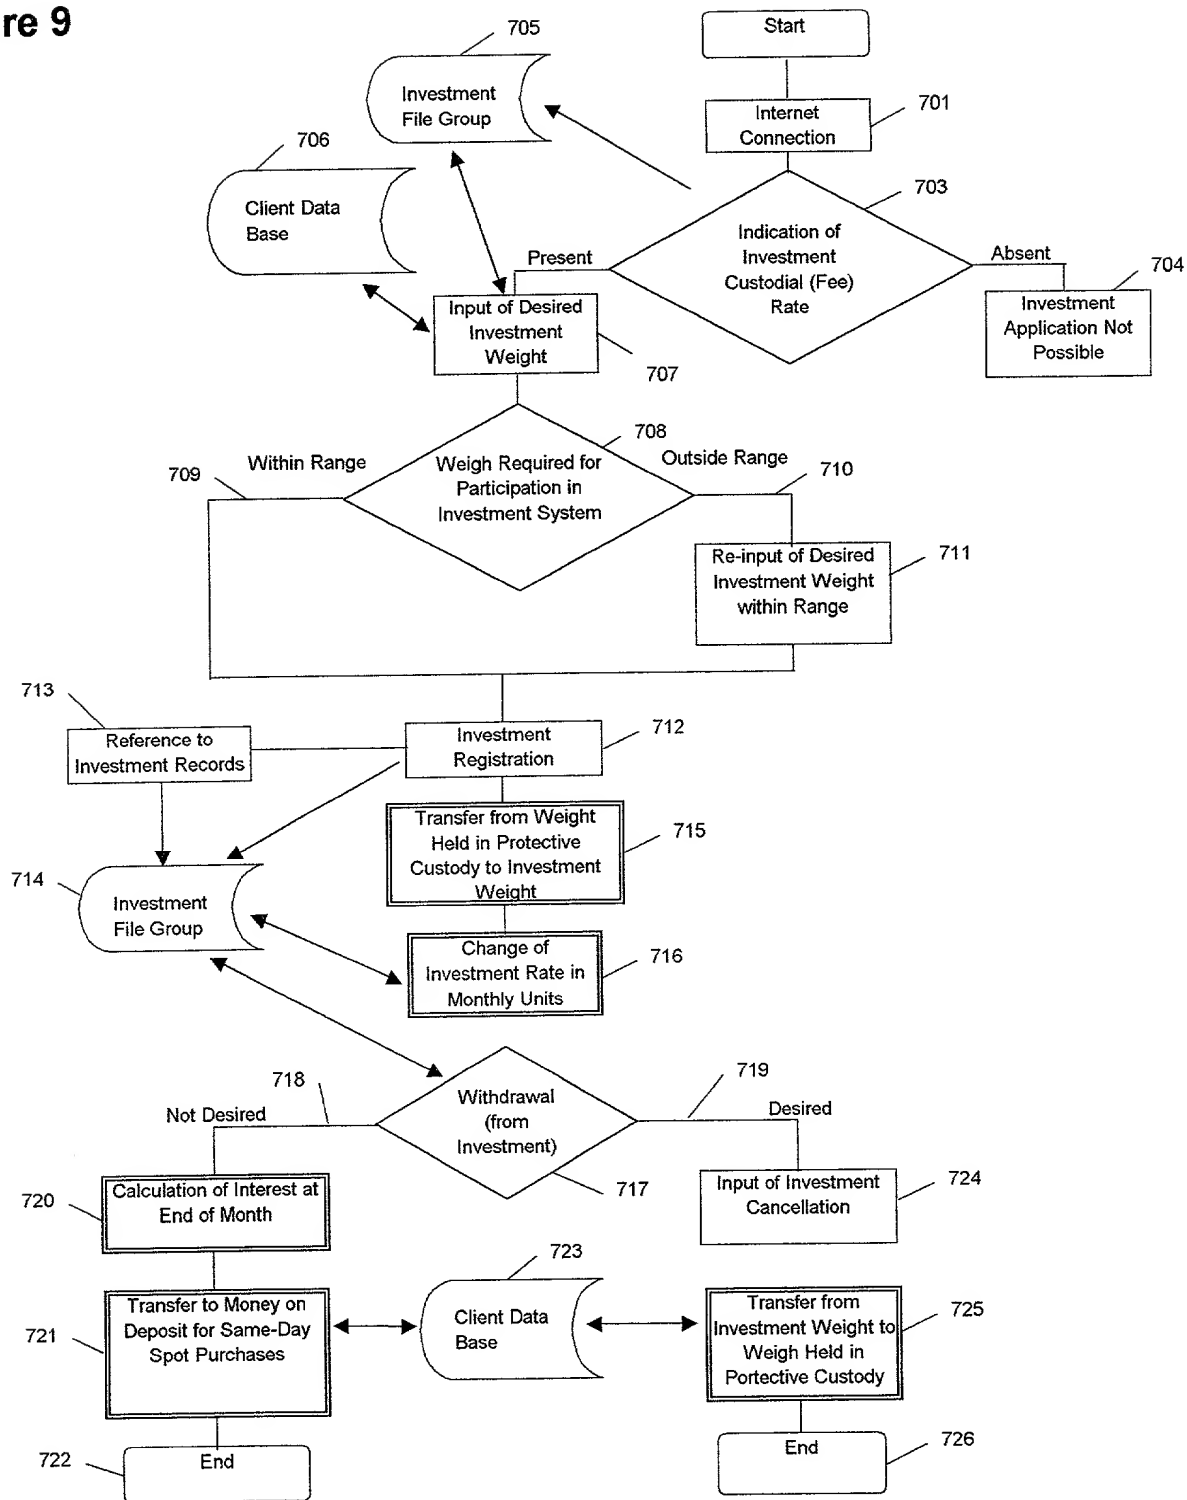 re 9
705
Start
Investment
File Group
701
Internet
Connection
706
703
Client Data
Base
Indication of
Investment
Custodial (Fee)
Rate
Present
Absent
704
Input of Desired
Investment
Weight
Investment
Application Not
Possible
707
708
Within Range
Outside Range
709
Weigh Required for
Participation in
Investment System
710
Re-input of Desired
Investment Weight
within Range
711
713
712
Reference to
Investment Records
Investment
Registration
Transfer from Weight
Held in Protective
Custody to Investment
Weight
715
714
Investment
File Group
Change of
Investment Rate in
Monthly Units
716
718
719
Not Desired
Withdrawal
(from
Investment)
Desired
717
720
Calculation of Interest at
End of Month
Input of Investment
Cancellation
724
723
721
Transfer to Money on
Deposit for Same-Day
Spot Purchases
Client Data
Base
Transfer from
Investment Weight to
Weigh Held in
Portective Custody
725
722
End
End
726